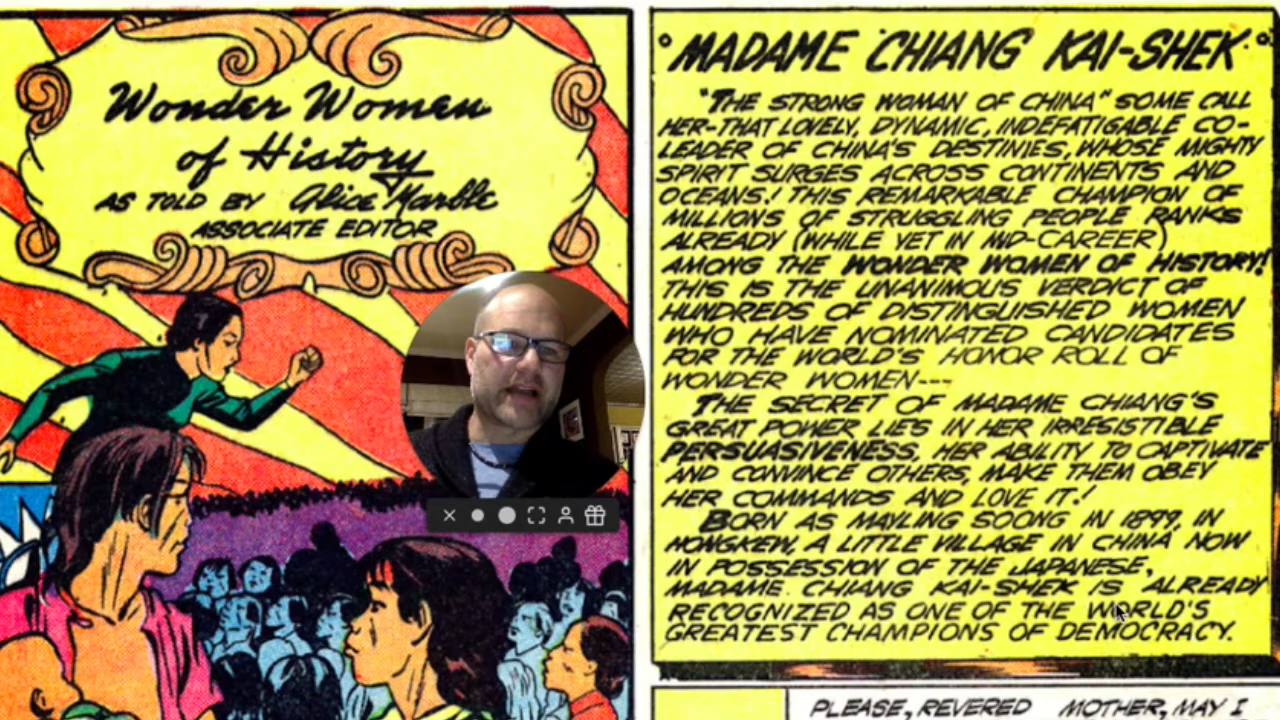 Wonder Women
of History
AS TOLD BY Alice Marble
ASSOCIATE EDITOR
MADAME CHIANG KAI-SHEK
"THE STRONG WOMAN OF CHINA" SOME CALL
HER-THAT LOVELY, DYNAMIC, INDEFATIGABLE CO-
LEADER OF CHINA'S DESTINIES, WHOSE MIGHTY
SPIRIT SURGES ACROSS CONTINENTS AND
OCEANS! THIS REMARKABLE CHAMPION OF
MILLIONS OF STRUGGLING PEOPLE RANKS
ALREADY (WHILE YET IN MID-CAREER)
AMONG THE WONDER WOMEN OF HISTORY!
THIS IS THE UNANIMOUS VERDICT OF
HUNDREDS OF DISTINGUISHED WOMEN
WHO HAVE NOMINATED CANDIDATES
FOR THE WORLD'S HONOR ROLL OF
WONDER WOMEN---
THE SECRET OF MADAME CHIANG'S
GREAT POWER LIES IN HER IRRESISTIBLE
PERSUASIVENESS, HER ABILITY TO CAPTIVATE
AND CONVINCE OTHERS, MAKE THEM OBEY
HER COMMANDS AND LOVE IT!
BORN AS MAYLING SOONG IN 1899, IN
HONGKEW, A LITTLE VILLAGE IN CHINA NOW
IN POSSESSION OF THE JAPANESE,
MADAME CHIANG KAI-SHEK IS ALREADY
RECOGNIZED AS ONE OF THE WORLD'S
GREATEST CHAMPIONS OF DEMOCRACY.
PLEASE, REVERED MOTHER, MAY I